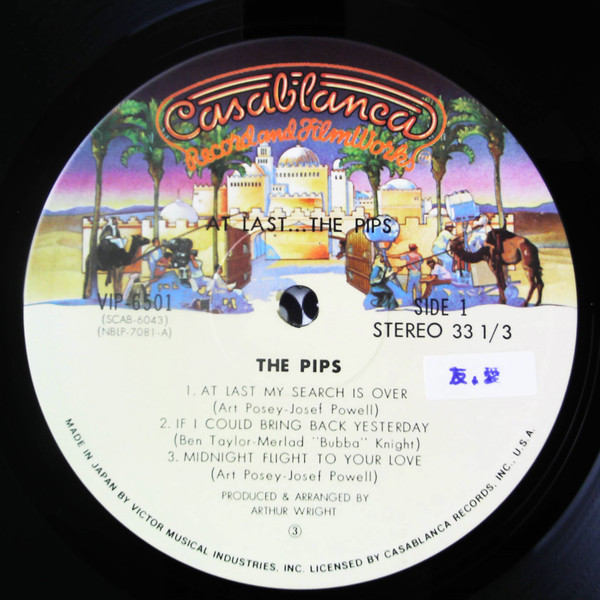 Casablanca
Record and FilmWorks
AT LAST...THE PIPS
VIP-6501
(SCAB-6043)
(NBLP-7081-A)
SIDE 1
STEREO 33 1/3
THE PIPS
友.愛
1. AT LAST MY SEARCH IS OVER
(Art Posey-Josef Powell)
2. IF I COULD BRING BACK YESTERDAY
(Ben Taylor-Merlad "Bubba" Knight)
3. MIDNIGHT FLIGHT TO YOUR LOVE
(Art Posey-Josef Powell)
PRODUCED & ARRANGED BY
ARTHUR WRIGHT
③
MADE IN JAPAN BY VICTOR MUSICAL INDUSTRIES, INC. LICENSED BY CASABLANCA RECORDS, INC., U.S.A.